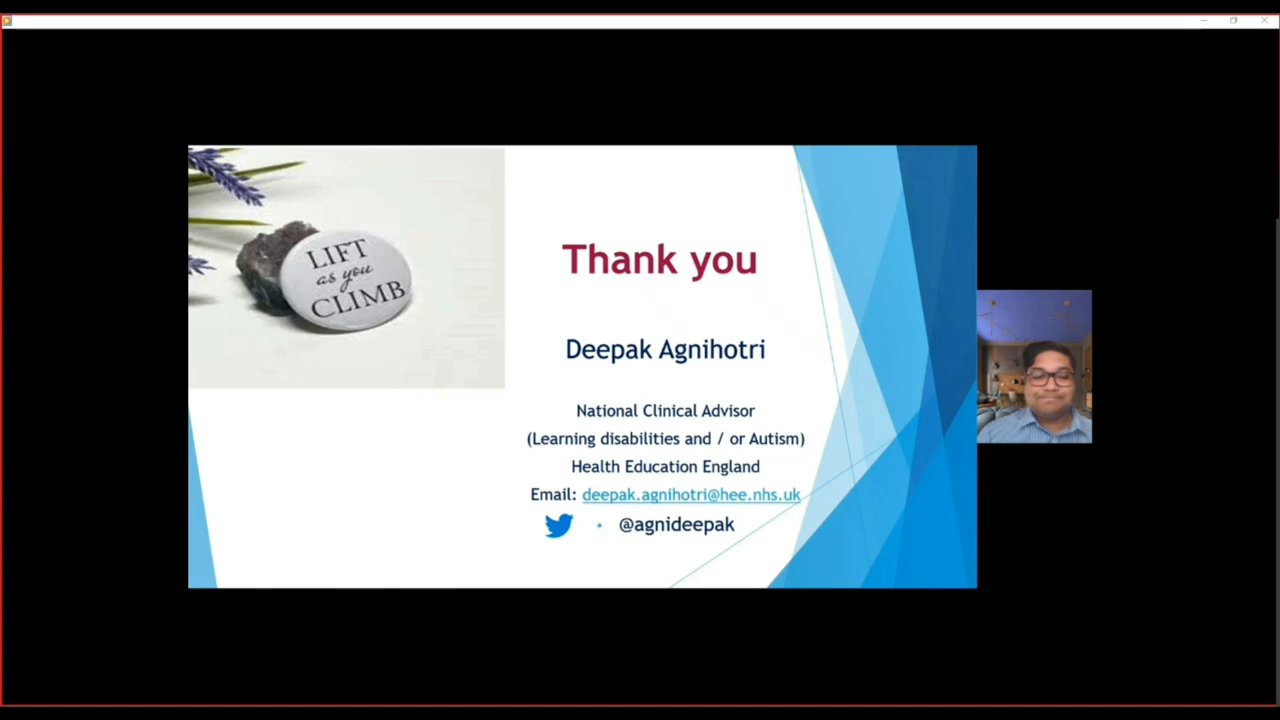 LIFT
as you
CLIMB
Thank you
Deepak Agnihotri
National Clinical Advisor
(Learning disabilities and / or Autism)
Health Education England
Email: deepak.agnihotri@hee.nhs.uk
• @agnideepak